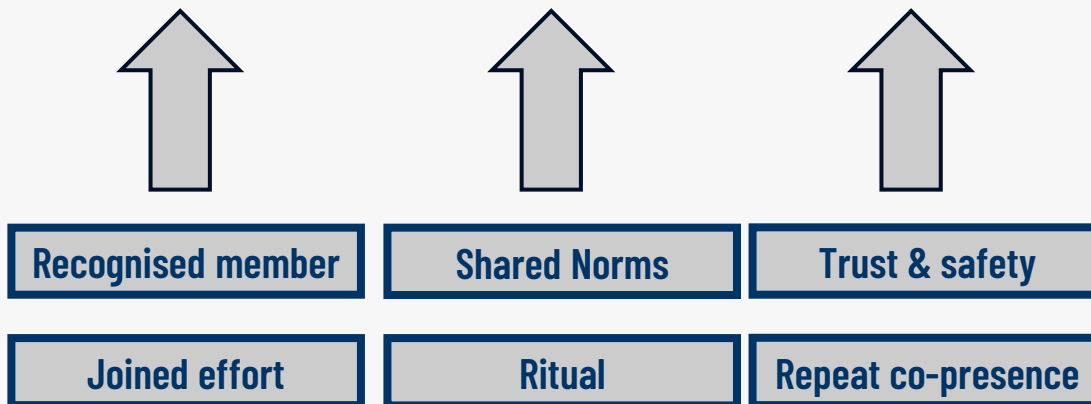 Recognised member
Shared Norms
Trust & safety
Joined effort
Ritual
Repeat co-presence